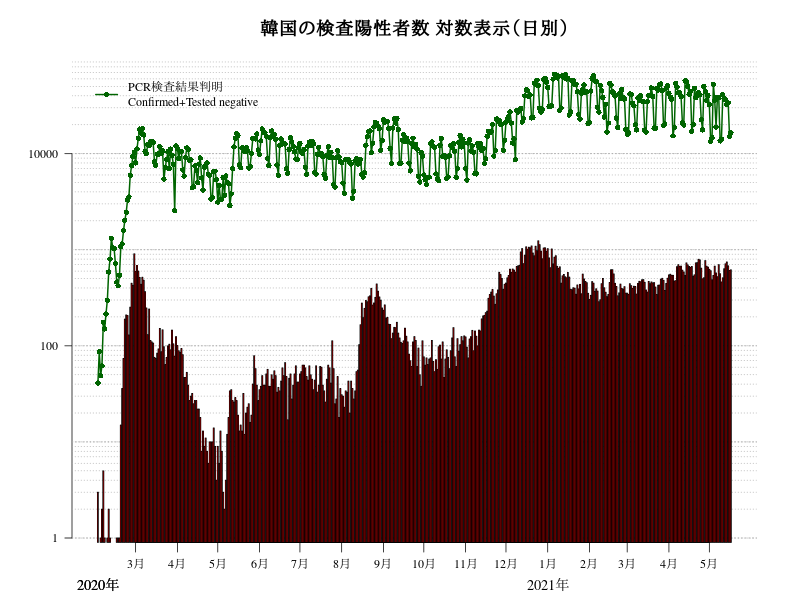 韓国の検査陽性者数 対数表示(日別)
PCR検査結果判明
Confirmed+Tested negative
10000
100
1
3月 4月 5月 6月 7月 8月 9月 10月 11月 12月 1月 2月 3月 4月 5月
2020年 2021年